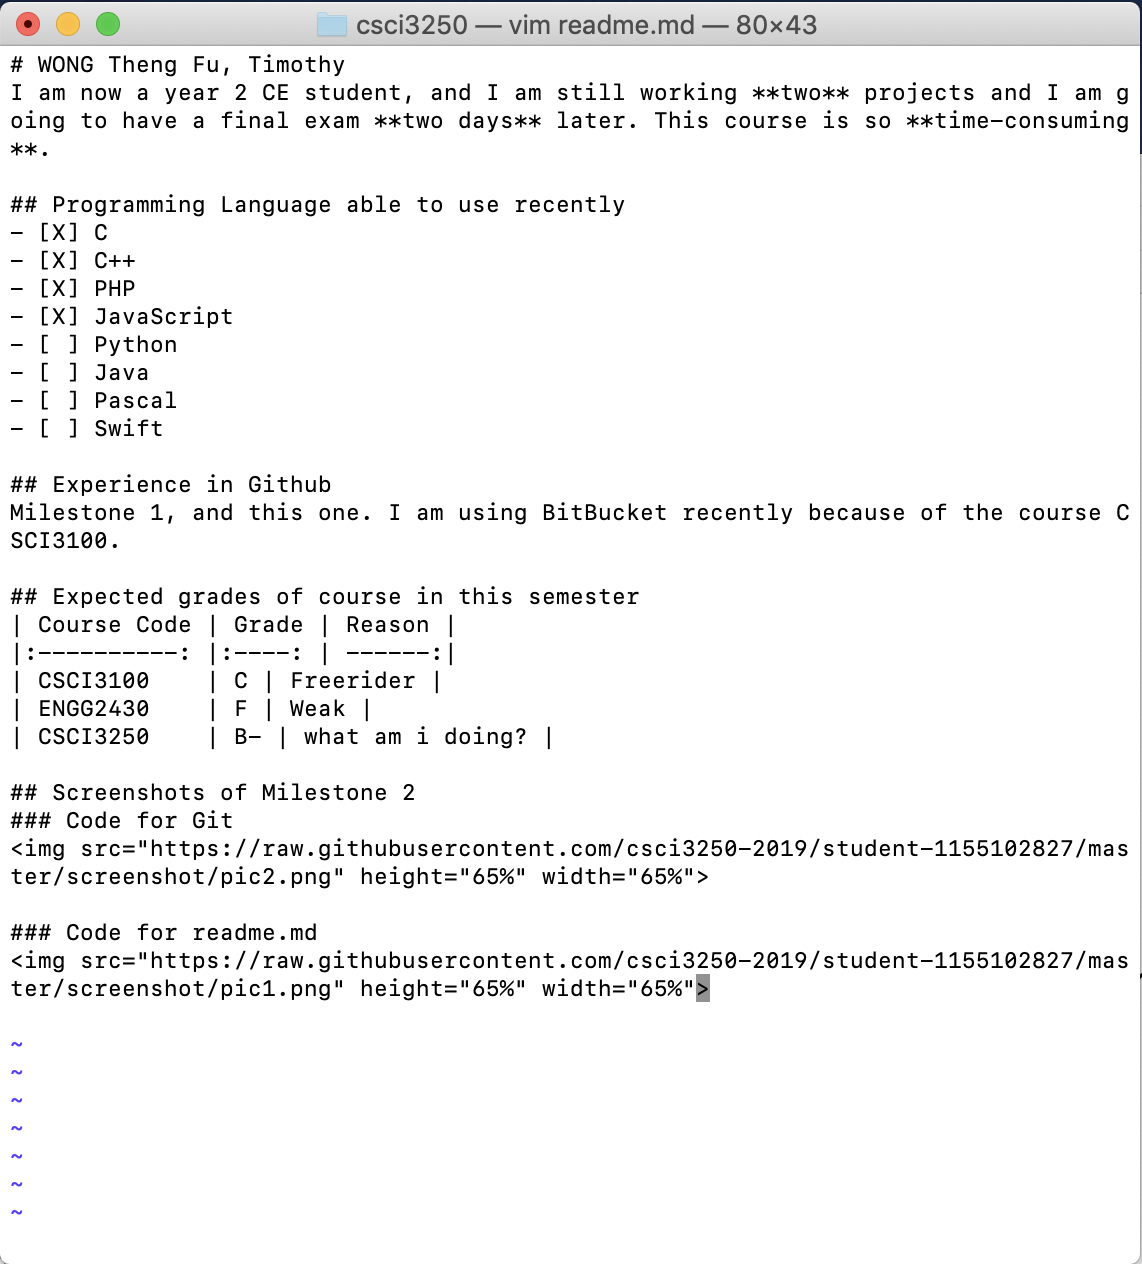 csci3250 — vim readme.md — 80×43
# WONG Theng Fu, Timothy
I am now a year 2 CE student, and I am still working **two** projects and I am g
oing to have a final exam **two days** later. This course is so **time-consuming
**.
## Programming Language able to use recently
- [X] C
- [X] C++
- [X] PHP
- [X] JavaScript
- [ ] Python
- [ ] Java
- [ ] Pascal
- [ ] Swift
## Experience in Github
Milestone 1, and this one. I am using BitBucket recently because of the course C
SCI3100.
## Expected grades of course in this semester
| Course Code | Grade | Reason |
|:----------: |:----: | ------:|
| CSCI3100    | C | Freerider |
| ENGG2430    | F | Weak |
| CSCI3250    | B- | what am i doing? |
## Screenshots of Milestone 2
### Code for Git
<img src="https://raw.githubusercontent.com/csci3250-2019/student-1155102827/mas
ter/screenshot/pic2.png" height="65%" width="65%">
### Code for readme.md
<img src="https://raw.githubusercontent.com/csci3250-2019/student-1155102827/mas
ter/screenshot/pic1.png" height="65%" width="65%">
~
~
~
~
~
~
~